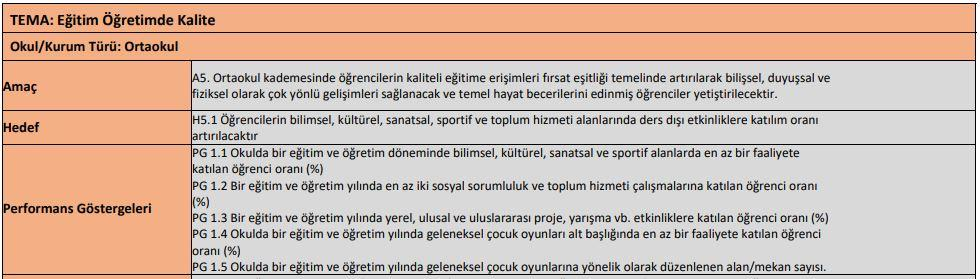 TEMA: Eğitim Öğretimde Kalite
Okul/Kurum Türü: Ortaokul
Amaç
A5. Ortaokul kademesinde öğrencilerin kaliteli eğitime erişimleri fırsat eşitliği temelinde artırılarak bilişsel, duyuşsal ve
fiziksel olarak çok yönlü gelişimleri sağlanacak ve temel hayat becerilerini edinmiş öğrenciler yetiştirilecektir.
Hedef
H5.1 Öğrencilerin bilimsel, kültürel, sanatsal, sportif ve toplum hizmeti alanlarında ders dışı etkinliklere katılım oranı
artırılacaktır
Performans Göstergeleri
PG 1.1 Okulda bir eğitim ve öğretim döneminde bilimsel, kültürel, sanatsal ve sportif alanlarda en az bir faaliyete
katılan öğrenci oranı (%)
PG 1.2 Bir eğitim ve öğretim yılında en az iki sosyal sorumluluk ve toplum hizmeti çalışmalarına katılan öğrenci oranı
(%)
PG 1.3 Bir eğitim ve öğretim yılında yerel, ulusal ve uluslararası proje, yarışma vb. etkinliklere katılan öğrenci oranı (%)
PG 1.4 Okulda bir eğitim ve öğretim yılında geleneksel çocuk oyunları alt başlığında en az bir faaliyete katılan öğrenci
oranı (%)
PG 1.5 Okulda bir eğitim ve öğretim yılında geleneksel çocuk oyunlarına yönelik olarak düzenlenen alan/mekan sayısı.